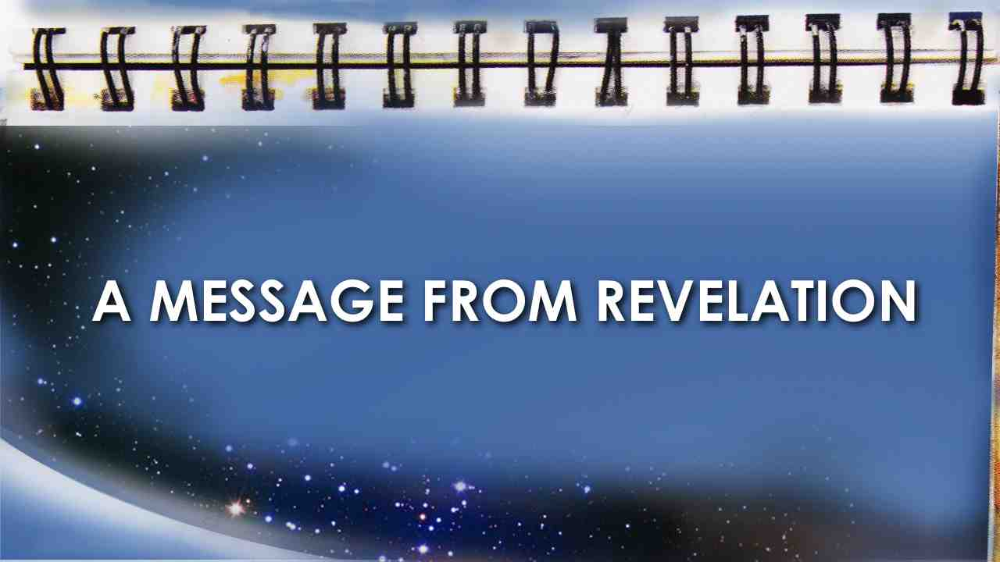 A MESSAGE FROM REVELATION